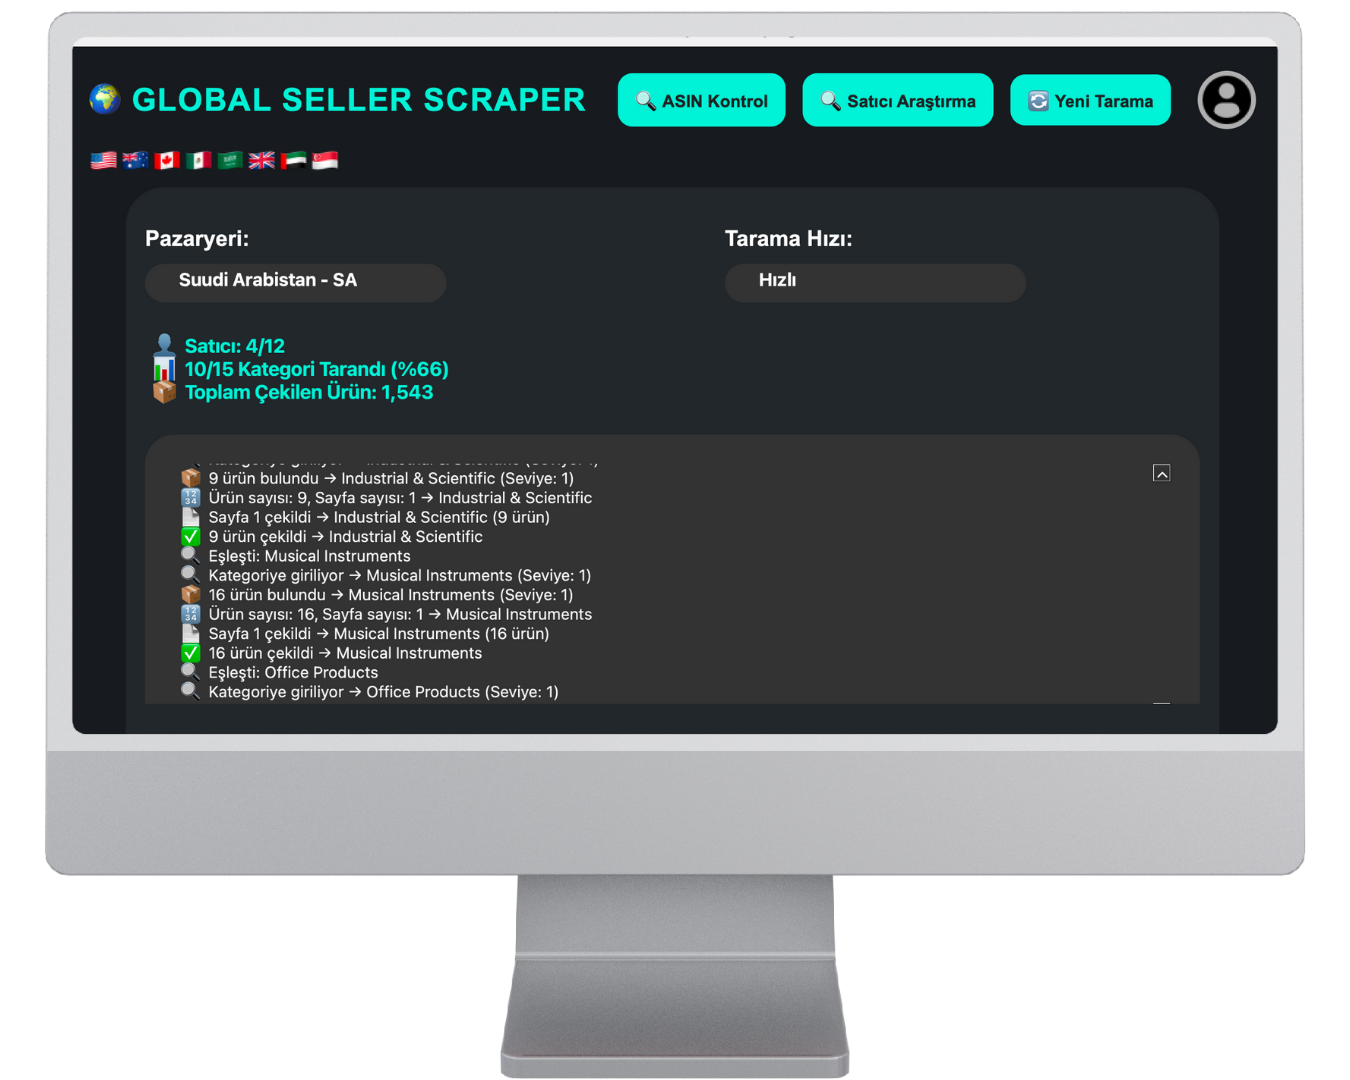 GLOBAL SELLER SCRAPER
ASIN Kontrol
Satıcı Araştırma
Yeni Tarama
Pazaryeri:
Tarama Hızı:
Suudi Arabistan - SA
Hızlı
Satıcı: 4/12
10/15 Kategori Tarandı (%66)
Toplam Çekilen Ürün: 1,543
9 ürün bulundu → Industrial & Scientific (Seviye: 1)
Ürün sayısı: 9, Sayfa sayısı: 1 → Industrial & Scientific
Sayfa 1 çekildi → Industrial & Scientific (9 ürün)
9 ürün çekildi → Industrial & Scientific
Eşleşti: Musical Instruments
Kategoriye giriliyor → Musical Instruments (Seviye: 1)
16 ürün bulundu → Musical Instruments (Seviye: 1)
Ürün sayısı: 16, Sayfa sayısı: 1 → Musical Instruments
Sayfa 1 çekildi → Musical Instruments (16 ürün)
16 ürün çekildi → Musical Instruments
Eşleşti: Office Products
Kategoriye giriliyor → Office Products (Seviye: 1)